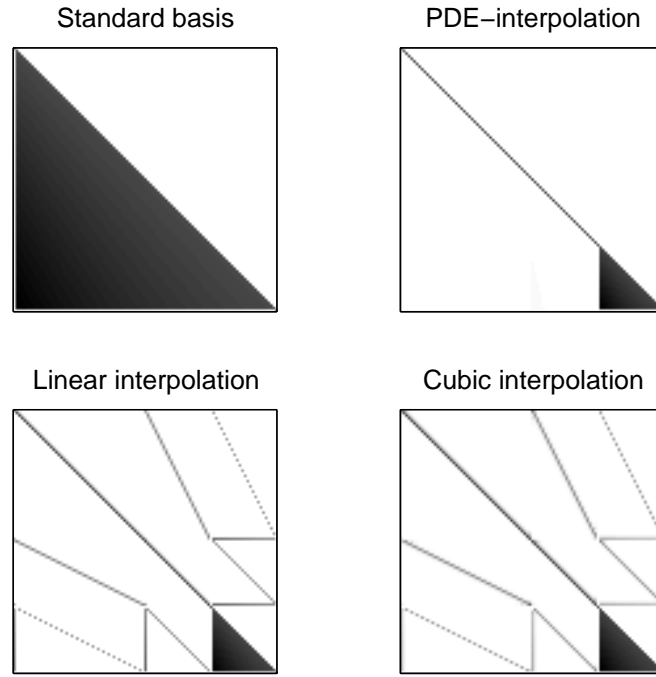 Standard basis
PDE−interpolation
Linear interpolation
Cubic interpolation